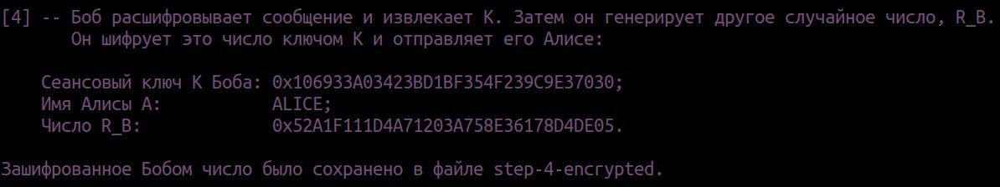 [4] -- Боб расшифровывает сообщение и извлекает K. Затем он генерирует другое случайное число, R_B.
Он шифрует это число ключом K и отправляет его Алисе:
Сеансовый ключ K Боба: 0x106933A03423BD1BF354F239C9E37030;
Имя Алисы A: ALICE;
Число R_B: 0x52A1F111D4A71203A758E36178D4DE05.
Зашифрованное Бобом число было сохранено в файле step-4-encrypted.